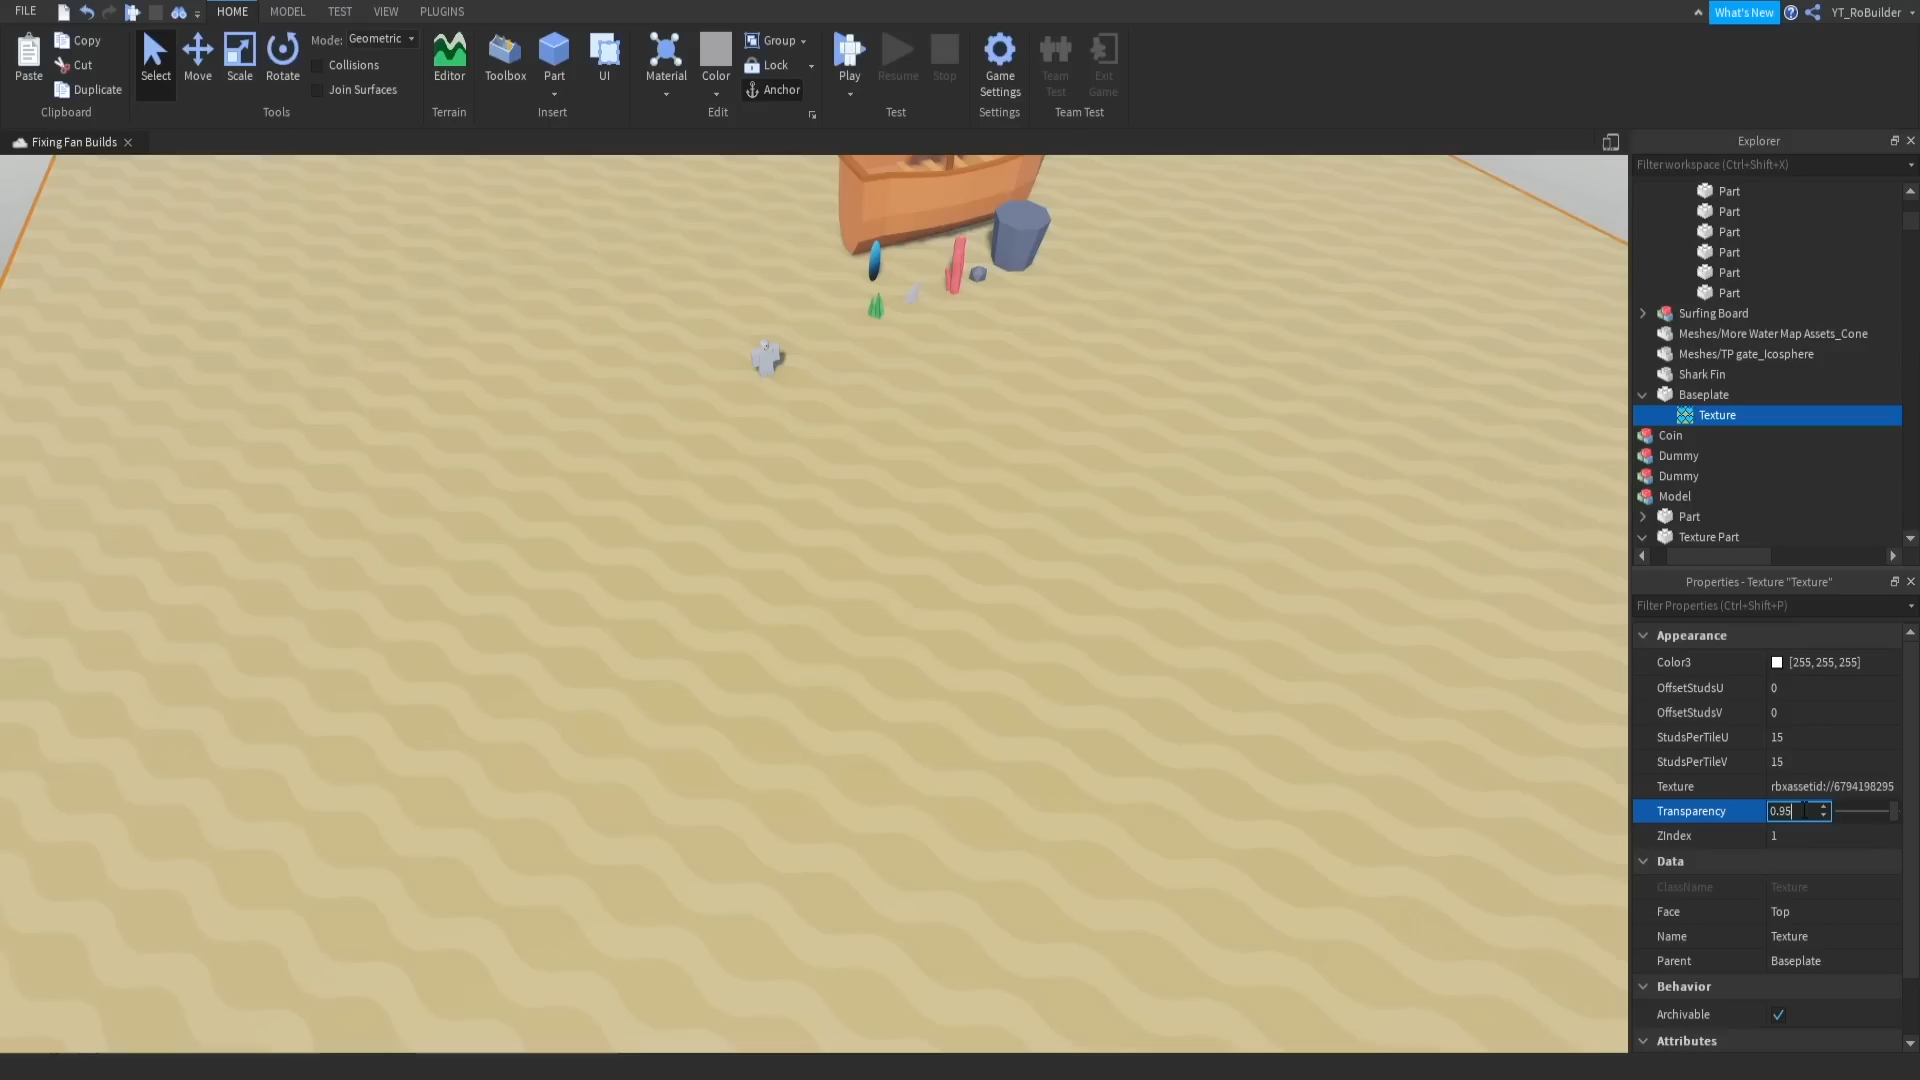 FILE
HOME
MODEL
TEST
VIEW
PLUGINS
What's New
YT_RoBuilder
Paste
Copy
Cut
Duplicate
Clipboard
Select
Move
Scale
Rotate
Mode: Geometric
Collisions
Join Surfaces
Tools
Editor
Terrain
Toolbox
Part
UI
Insert
Material
Color
Group
Lock
Anchor
Edit
Play
Resume
Stop
Test
Game
Settings
Settings
Team
Test
Exit
Game
Team Test
Fixing Fan Builds
Explorer
Filter workspace (Ctrl+Shift+X)
Part
Part
Part
Part
Part
Part
Surfing Board
Meshes/More Water Map Assets_Cone
Meshes/TP gate_Icosphere
Shark Fin
Baseplate
Texture
Coin
Dummy
Dummy
Model
Part
Texture Part
Properties - Texture "Texture"
Filter Properties (Ctrl+Shift+P)
Appearance
Color3 [255, 255, 255]
OffsetStudsU 0
OffsetStudsV 0
StudsPerTileU 15
StudsPerTileV 15
Texture rbxassetid://6794198295
Transparency 0.95
ZIndex 1
Data
ClassName Texture
Face Top
Name Texture
Parent Baseplate
Behavior
Archivable
Attributes